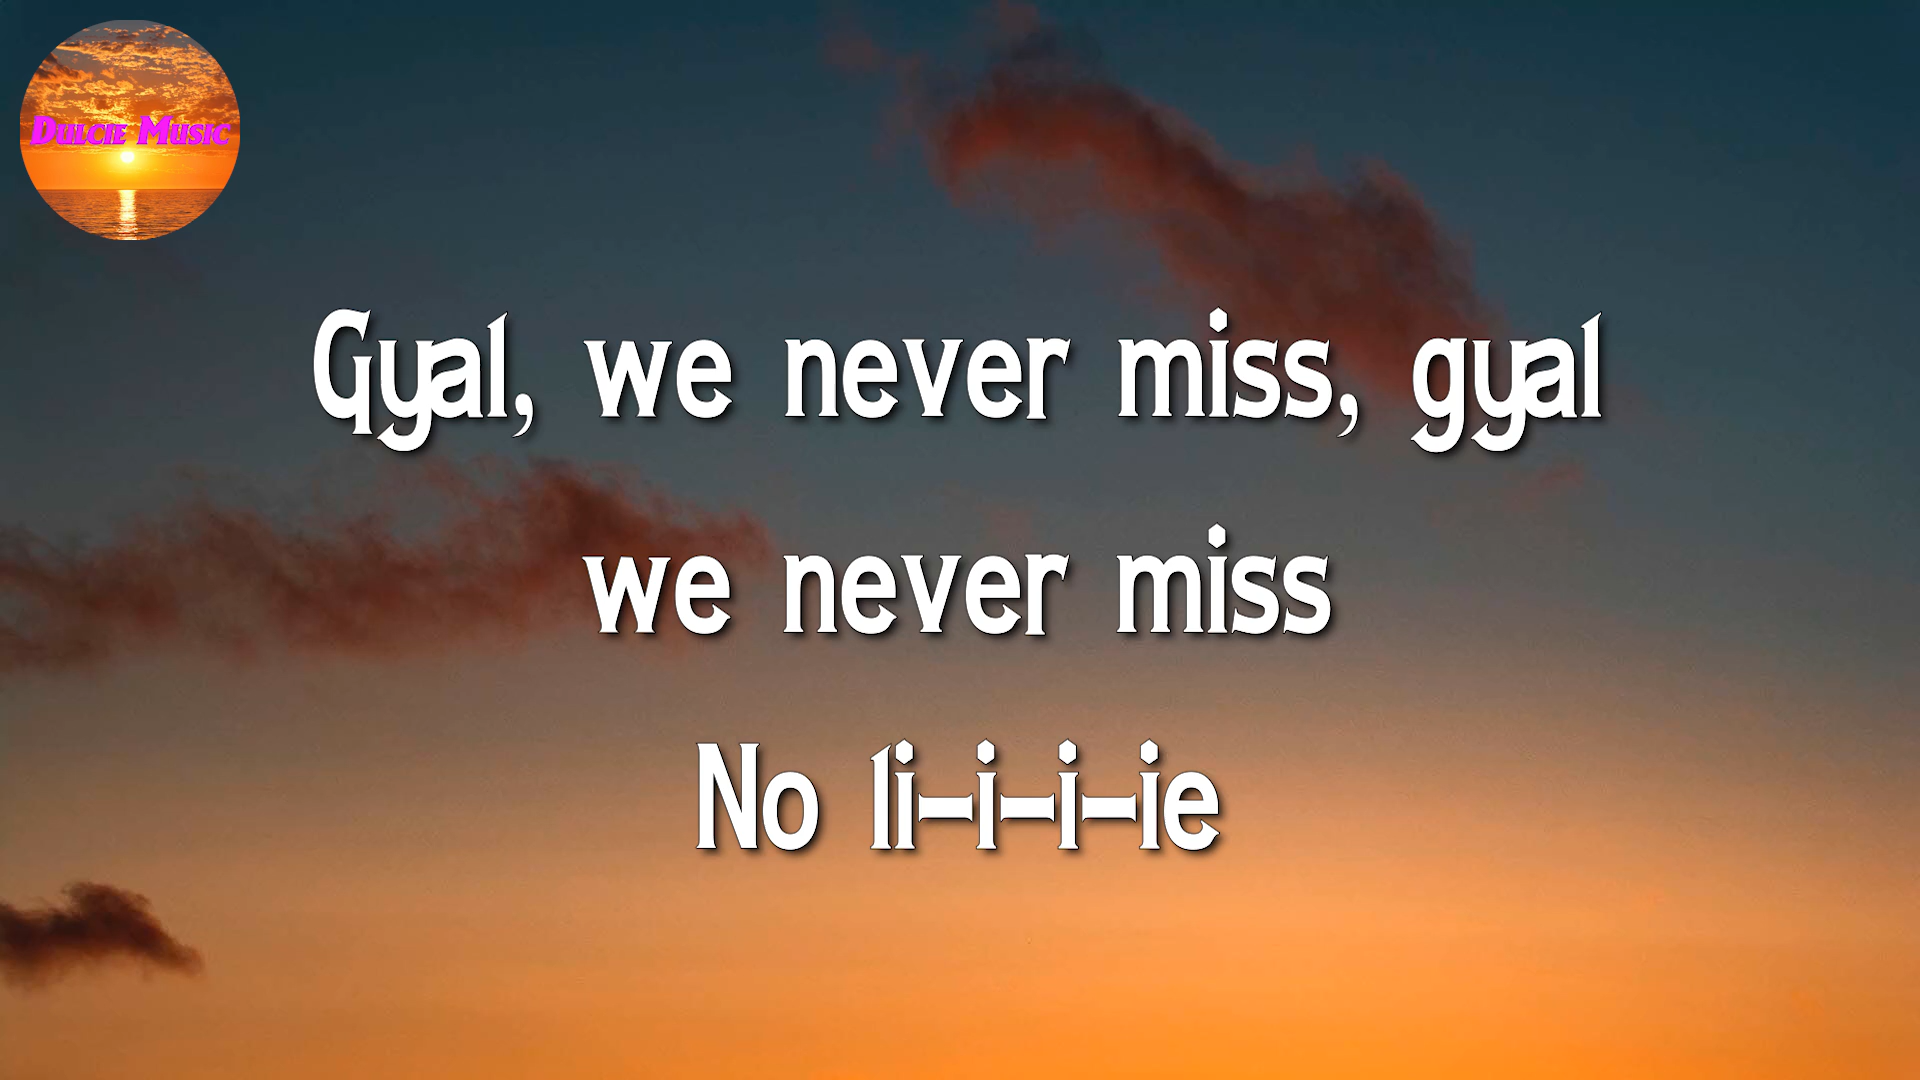 Dulcie Music
Gyal, we never miss, gyal
we never miss
No li-i-i-ie